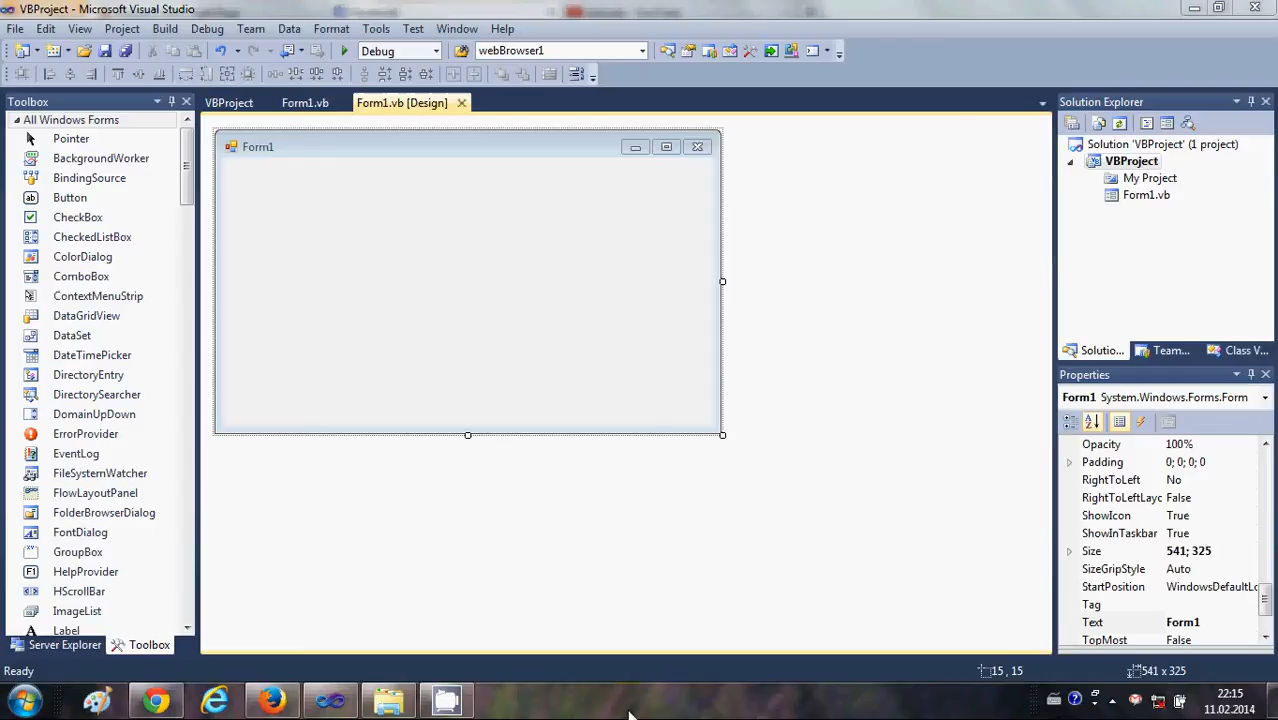 VBProject - Microsoft Visual Studio
File Edit View Project Build Debug Team Data Format Tools Test Window Help
Debug webBrowser1
Toolbox
All Windows Forms
Pointer
BackgroundWorker
BindingSource
Button
CheckBox
CheckedListBox
ColorDialog
ComboBox
ContextMenuStrip
DataGridView
DataSet
DateTimePicker
DirectoryEntry
DirectorySearcher
DomainUpDown
ErrorProvider
EventLog
FileSystemWatcher
FlowLayoutPanel
FolderBrowserDialog
FontDialog
GroupBox
HelpProvider
HScrollBar
ImageList
Label
Server Explorer Toolbox
VBProject Form1.vb Form1.vb [Design]
Form1
Solution Explorer
Solution 'VBProject' (1 project)
VBProject
My Project
Form1.vb
Solutio... Team... Class V...
Properties
Form1 System.Windows.Forms.Form
Opacity 100%
Padding 0; 0; 0; 0
RightToLeft No
RightToLeftLayc False
ShowIcon True
ShowInTaskbar True
Size 541; 325
SizeGripStyle Auto
StartPosition WindowsDefaultLo
Tag
Text Form1
TopMost False
Ready 15 , 15 541 x 325
22:15
11.02.2014